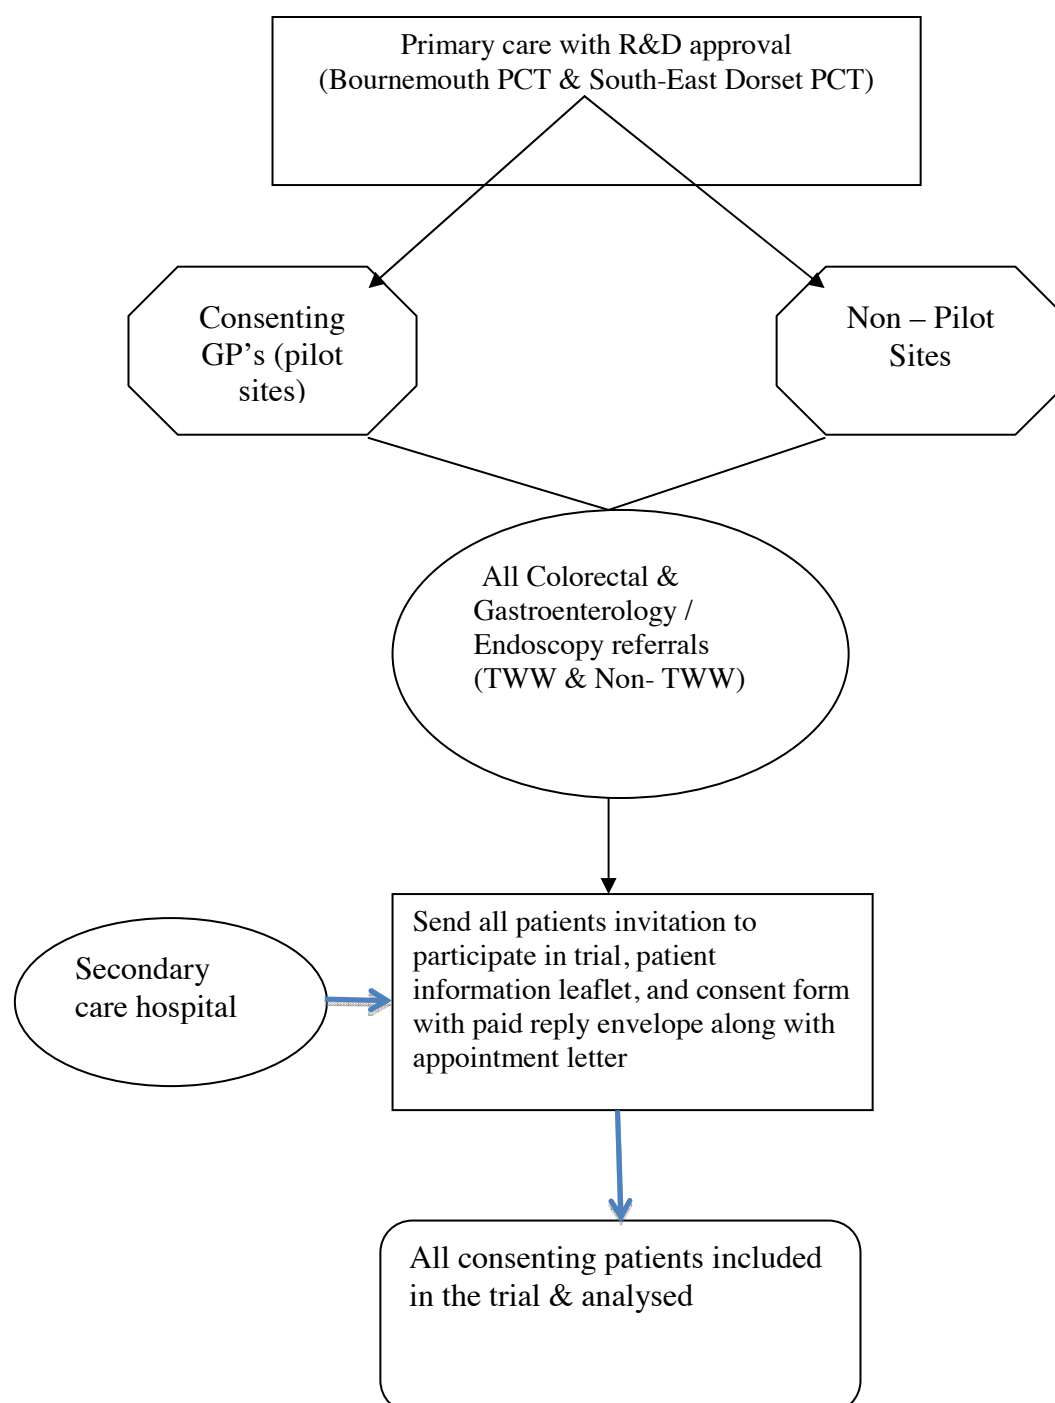 Primary care with R&D approval
(Bournemouth PCT & South-East Dorset PCT)
Consenting
GP's (pilot
sites)
Non – Pilot
Sites
All Colorectal &
Gastroenterology /
Endoscopy referrals
(TWW & Non- TWW)
Send all patients invitation to
participate in trial, patient
information leaflet, and consent form
with paid reply envelope along with
appointment letter
Secondary
care hospital
All consenting patients included
in the trial & analysed